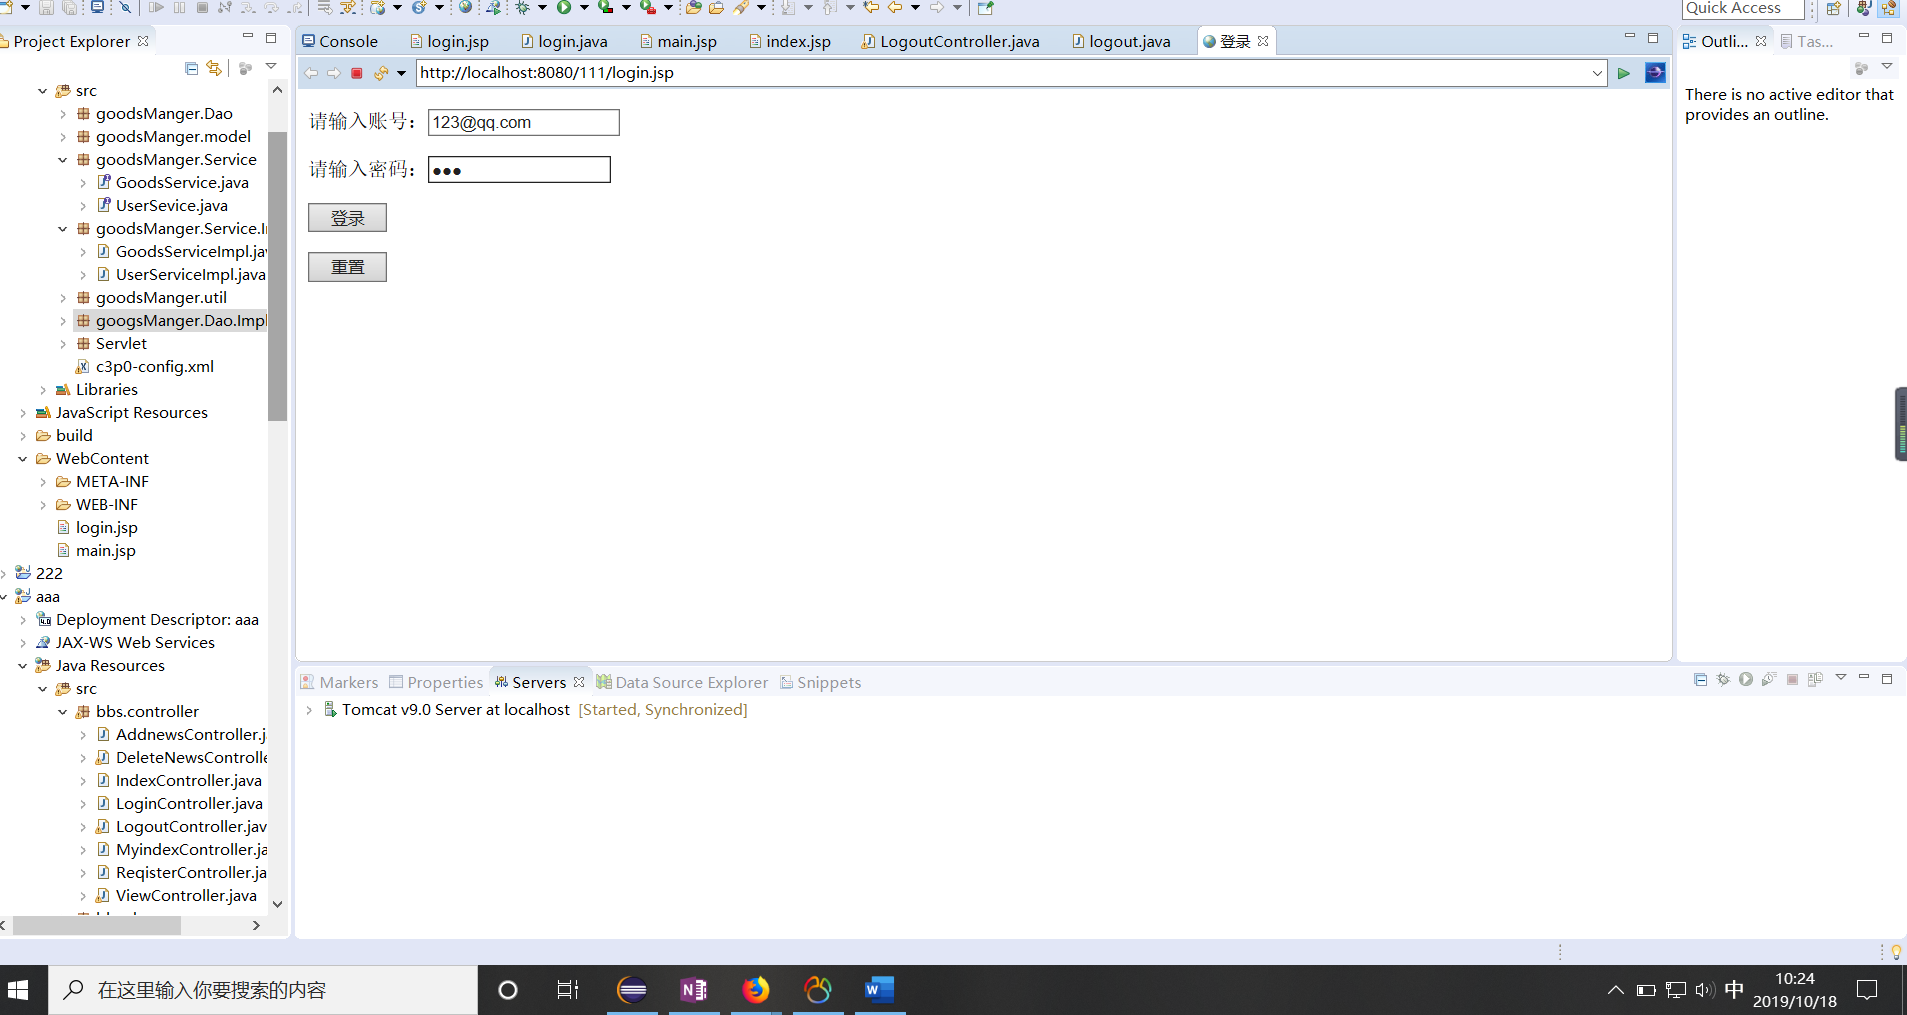 Quick Access
Project Explorer
src
goodsManger.Dao
goodsManger.model
goodsManger.Service
GoodsService.java
UserSevice.java
goodsManger.Service.I
GoodsServiceImpl.jav
UserServiceImpl.java
goodsManger.util
googsManger.Dao.Impl
Servlet
c3p0-config.xml
Libraries
JavaScript Resources
build
WebContent
META-INF
WEB-INF
login.jsp
main.jsp
222
aaa
Deployment Descriptor: aaa
JAX-WS Web Services
Java Resources
src
bbs.controller
AddnewsController.j
DeleteNewsControlle
IndexController.java
LoginController.java
LogoutController.jav
MyindexController.ja
ReqisterController.ja
ViewController.java
Console login.jsp login.java main.jsp index.jsp LogoutController.java logout.java 登录
http://localhost:8080/111/login.jsp
请输入账号：123@qq.com
请输入密码：●●●
登录
重置
Outli... Tas...
There is no active editor that
provides an outline.
Markers Properties Servers Data Source Explorer Snippets
Tomcat v9.0 Server at localhost [Started, Synchronized]
在这里输入你要搜索的内容
中
10:24
2019/10/18